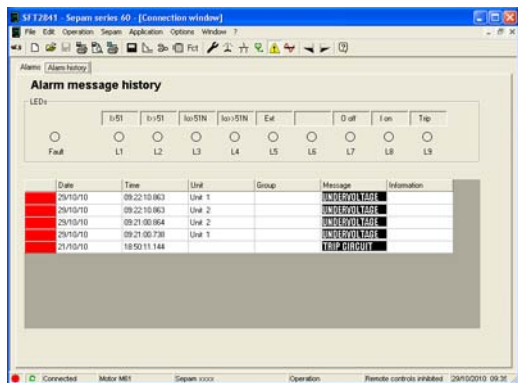 SFT2841 - Sepam series 60 - [Connection window]
File Edit Operation Sepam Application Options Window ?
Fct
Alarms Alarm history
Alarm message history
LEDs
I>51 I>>51 Io>51N Io>>51N Ext 0 off I on Trip
Fault L1 L2 L3 L4 L5 L6 L7 L8 L9
Date Time Unit Group Message Information
29/10/10 09:22:10.863 Unit 1 UNDERVOLTAGE
29/10/10 09:22:10.863 Unit 2 UNDERVOLTAGE
29/10/10 09:21:00.864 Unit 2 UNDERVOLTAGE
29/10/10 09:21:00.738 Unit 1 UNDERVOLTAGE
21/10/10 18:50:11.144 TRIP CIRCUIT
Connected Motor M61 Sepam xxxx Operation Remote controls inhibited 29/10/2010 09:35